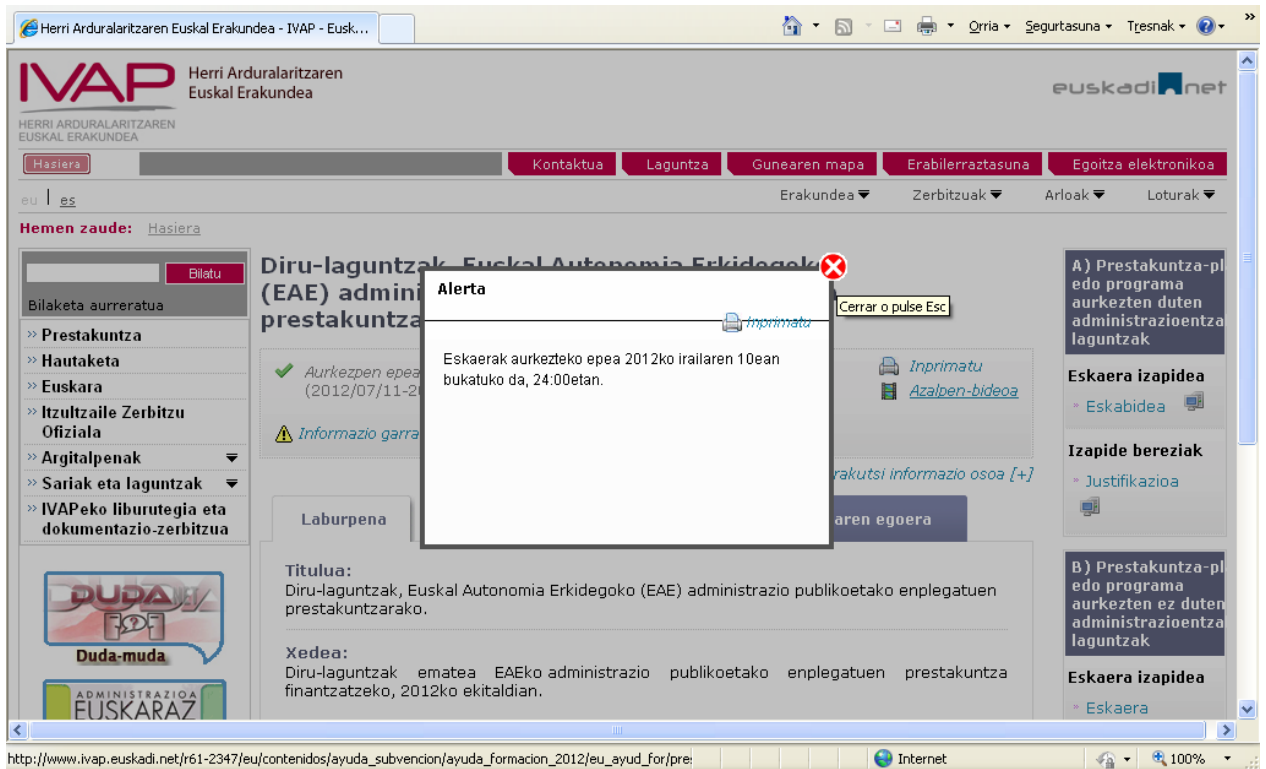 Herri Arduralaritzaren Euskal Erakundea - IVAP - Eusk...
Orria
Segurtasuna
Tresnak
IVAP
Herri Arduralaritzaren
Euskal Erakundea
HERRI ARDURALARITZAREN
EUSKAL ERAKUNDEA
euskadi net
Hasiera
Kontaktua
Laguntza
Gunearen mapa
Erabilerraztasuna
Egoitza elektronikoa
eu | es
Erakundea
Zerbitzuak
Arloak
Loturak
Hemen zaude: Hasiera
Bilatu
Bilaketa aurreratua
» Prestakuntza
» Hautaketa
» Euskara
» Itzultzaile Zerbitzu
Ofiziala
» Argitalpenak
» Sariak eta laguntzak
» IVAPeko liburutegia eta
dokumentazio-zerbitzua
DUDANET
Duda-muda
ADMINISTRAZIOA
EUSKARAZ
Diru-laguntzak, Euskal Autonomia Erkidegoko
(EAE) admini
prestakuntza
Aurkezpen epea
(2012/07/11-20
Informazio garra
Inprimatu
Azalpen-bideoa
rakutsi informazio osoa [+]
Alerta
Cerrar o pulse Esc
Inprimatu
Eskaerak aurkezteko epea 2012ko irailaren 10ean
bukatuko da, 24:00etan.
Laburpena
aren egoera
Titulua:
Diru-laguntzak, Euskal Autonomia Erkidegoko (EAE) administrazio publikoetako enplegatuen
prestakuntzarako.
Xedea:
Diru-laguntzak ematea EAEko administrazio publikoetako enplegatuen prestakuntza
finantzatzeko, 2012ko ekitaldian.
A) Prestakuntza-pl
edo programa
aurkezten duten
administrazioentza
laguntzak
Eskaera izapidea
» Eskabidea
Izapide bereziak
» Justifikazioa
B) Prestakuntza-pl
edo programa
aurkezten ez duten
administrazioentza
laguntzak
Eskaera izapidea
» Eskaera
http://www.ivap.euskadi.net/r61-2347/eu/contenidos/ayuda_subvencion/ayuda_formacion_2012/eu_ayud_for/pre:
Internet
100%